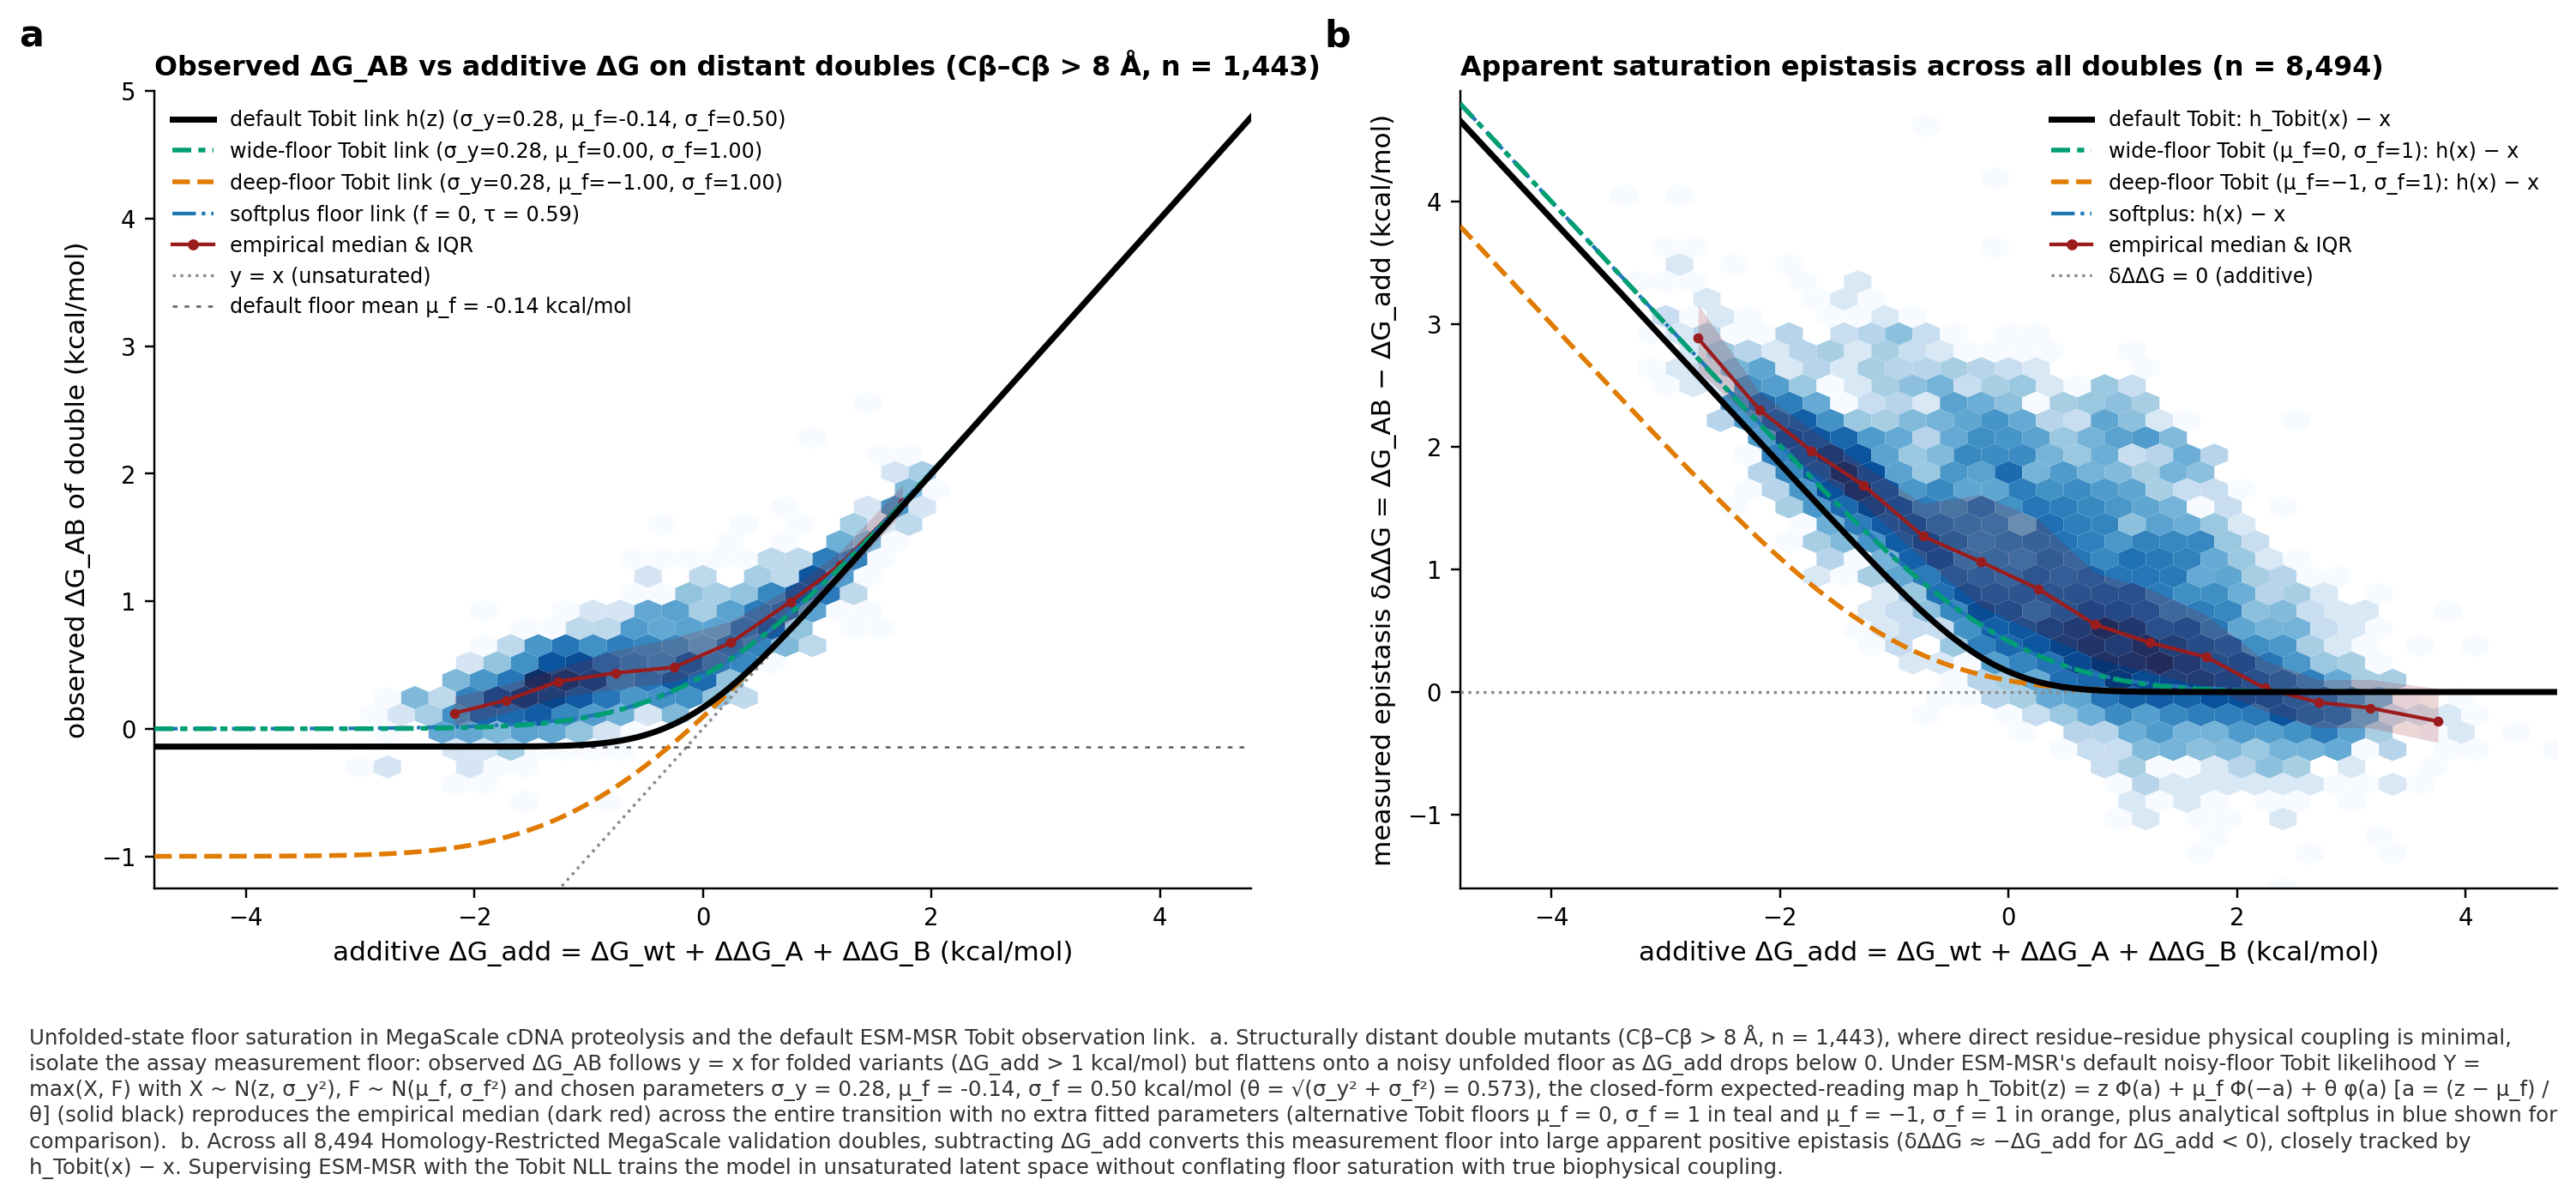 a
Observed ΔG_AB vs additive ΔG on distant doubles (Cβ–Cβ > 8 Å, n = 1,443)
default Tobit link h(z) (σ_y=0.28, μ_f=-0.14, σ_f=0.50)
wide-floor Tobit link (σ_y=0.28, μ_f=0.00, σ_f=1.00)
deep-floor Tobit link (σ_y=0.28, μ_f=−1.00, σ_f=1.00)
softplus floor link (f = 0, τ = 0.59)
empirical median & IQR
y = x (unsaturated)
default floor mean μ_f = -0.14 kcal/mol
observed ΔG_AB of double (kcal/mol)
5
4
3
2
1
0
−1
−4
−2
0
2
4
additive ΔG_add = ΔG_wt + ΔΔG_A + ΔΔG_B (kcal/mol)
b
Apparent saturation epistasis across all doubles (n = 8,494)
default Tobit: h_Tobit(x) − x
wide-floor Tobit (μ_f=0, σ_f=1): h(x) − x
deep-floor Tobit (μ_f=−1, σ_f=1): h(x) − x
softplus: h(x) − x
empirical median & IQR
δΔΔG = 0 (additive)
measured epistasis δΔΔG = ΔG_AB − ΔG_add (kcal/mol)
4
3
2
1
0
−1
−4
−2
0
2
4
additive ΔG_add = ΔG_wt + ΔΔG_A + ΔΔG_B (kcal/mol)
Unfolded-state floor saturation in MegaScale cDNA proteolysis and the default ESM-MSR Tobit observation link.  a. Structurally distant double mutants (Cβ–Cβ > 8 Å, n = 1,443), where direct residue–residue physical coupling is minimal,
isolate the assay measurement floor: observed ΔG_AB follows y = x for folded variants (ΔG_add > 1 kcal/mol) but flattens onto a noisy unfolded floor as ΔG_add drops below 0. Under ESM-MSR's default noisy-floor Tobit likelihood Y =
max(X, F) with X ~ N(z, σ_y²), F ~ N(μ_f, σ_f²) and chosen parameters σ_y = 0.28, μ_f = -0.14, σ_f = 0.50 kcal/mol (θ = √(σ_y² + σ_f²) = 0.573), the closed-form expected-reading map h_Tobit(z) = z Φ(a) + μ_f Φ(−a) + θ φ(a) [a = (z − μ_f) /
θ] (solid black) reproduces the empirical median (dark red) across the entire transition with no extra fitted parameters (alternative Tobit floors μ_f = 0, σ_f = 1 in teal and μ_f = −1, σ_f = 1 in orange, plus analytical softplus in blue shown for
comparison).  b. Across all 8,494 Homology-Restricted MegaScale validation doubles, subtracting ΔG_add converts this measurement floor into large apparent positive epistasis (δΔΔG ≈ −ΔG_add for ΔG_add < 0), closely tracked by
h_Tobit(x) − x. Supervising ESM-MSR with the Tobit NLL trains the model in unsaturated latent space without conflating floor saturation with true biophysical coupling.